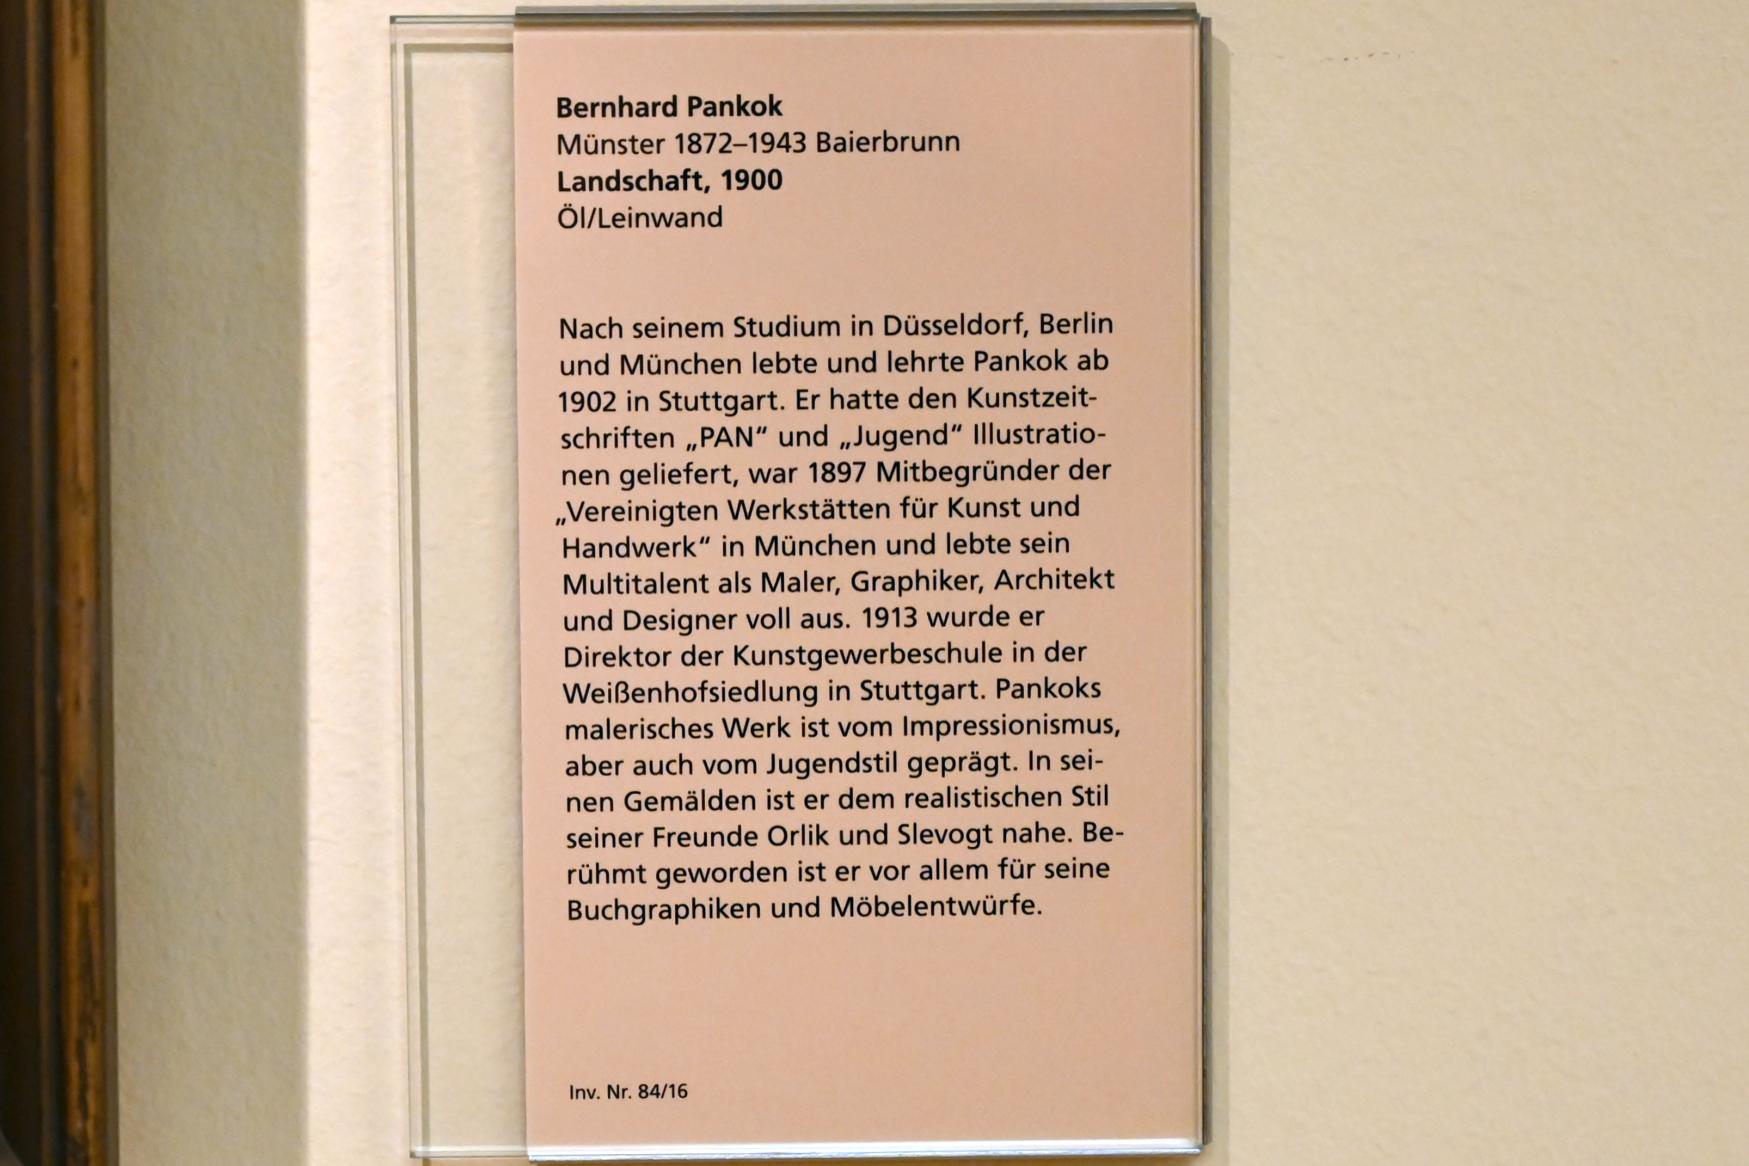 Bernhard Pankok
Münster 1872–1943 Baierbrunn
Landschaft, 1900
Öl/Leinwand
Nach seinem Studium in Düsseldorf, Berlin
und München lebte und lehrte Pankok ab
1902 in Stuttgart. Er hatte den Kunstzeit-
schriften „PAN“ und „Jugend“ Illustratio-
nen geliefert, war 1897 Mitbegründer der
„Vereinigten Werkstätten für Kunst und
Handwerk“ in München und lebte sein
Multitalent als Maler, Graphiker, Architekt
und Designer voll aus. 1913 wurde er
Direktor der Kunstgewerbeschule in der
Weißenhofsiedlung in Stuttgart. Pankoks
malerisches Werk ist vom Impressionismus,
aber auch vom Jugendstil geprägt. In sei-
nen Gemälden ist er dem realistischen Stil
seiner Freunde Orlik und Slevogt nahe. Be-
rühmt geworden ist er vor allem für seine
Buchgraphiken und Möbelentwürfe.
Inv. Nr. 84/16